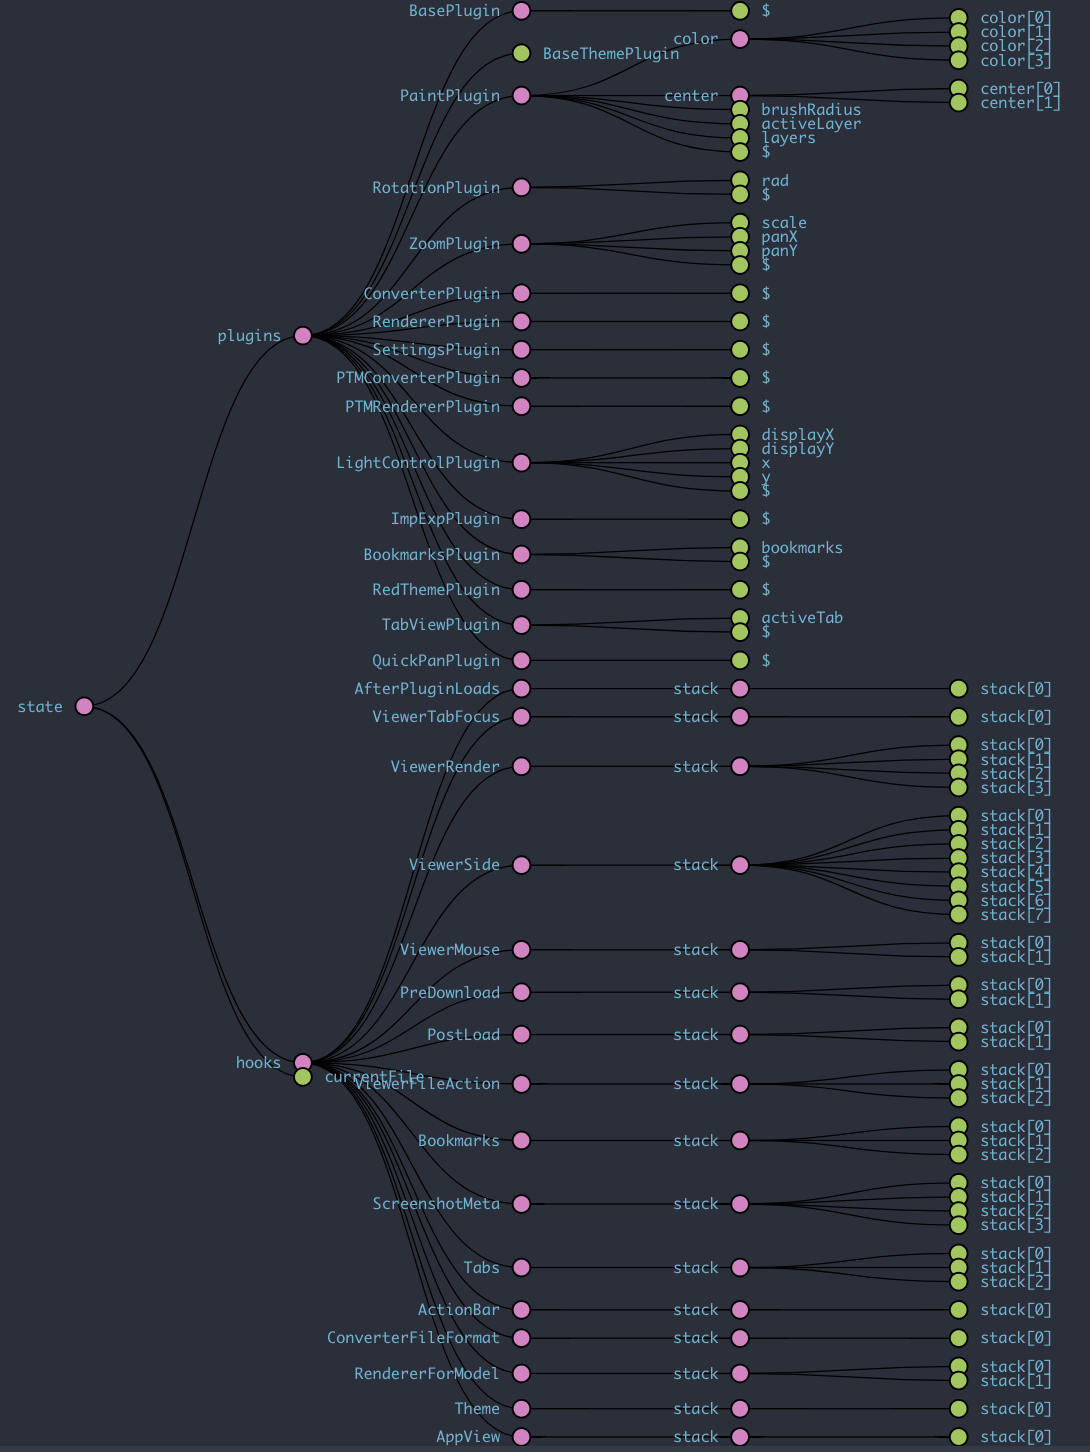 BasePlugin $
color[0]
color color[1]
color[2]
BaseThemePlugin
color[3]
center[0]
PaintPlugin center
center[1]
brushRadius
activeLayer
layers
$
rad
RotationPlugin
$
scale
panX
ZoomPlugin
panY
$
ConverterPlugin $
RendererPlugin $
plugins
SettingsPlugin $
PTMConverterPlugin $
PTMRendererPlugin $
displayX
displayY
LightControlPlugin x
y
$
ImpExpPlugin $
bookmarks
BookmarksPlugin
$
RedThemePlugin $
activeTab
TabViewPlugin
$
QuickPanPlugin $
AfterPluginLoads stack stack[0]
state
ViewerTabFocus stack stack[0]
stack[0]
stack[1]
ViewerRender stack
stack[2]
stack[3]
stack[0]
stack[1]
stack[2]
stack[3]
ViewerSide stack
stack[4]
stack[5]
stack[6]
stack[7]
stack[0]
ViewerMouse stack
stack[1]
stack[0]
PreDownload stack
stack[1]
stack[0]
PostLoad stack
stack[1]
hooks
stack[0]
currentFile
ViewerFileAction stack stack[1]
stack[2]
stack[0]
Bookmarks stack stack[1]
stack[2]
stack[0]
stack[1]
ScreenshotMeta stack
stack[2]
stack[3]
stack[0]
Tabs stack stack[1]
stack[2]
ActionBar stack stack[0]
ConverterFileFormat stack stack[0]
stack[0]
RendererForModel stack
stack[1]
Theme stack stack[0]
AppView stack stack[0]